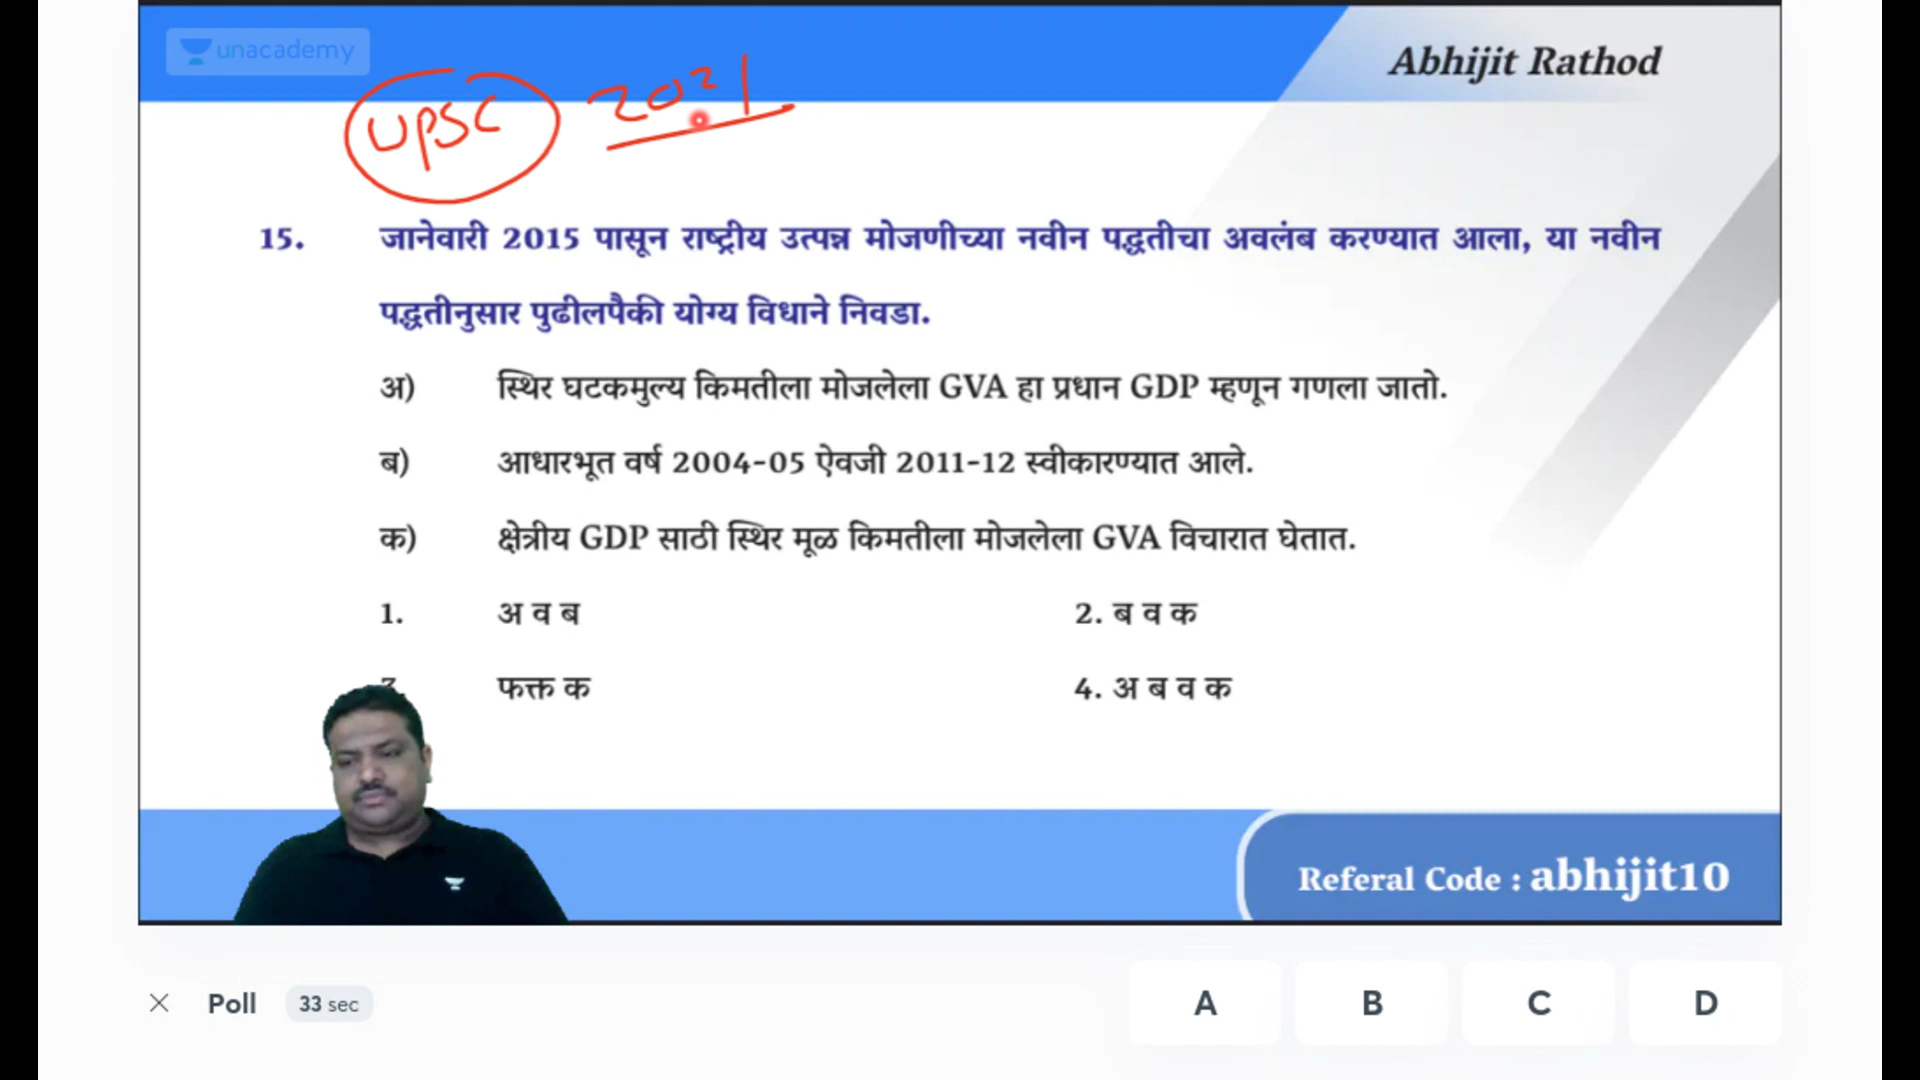 unacademy
Abhijit Rathod
UPSC 2021
15. जानेवारी 2015 पासून राष्ट्रीय उत्पन्न मोजणीच्या नवीन पद्धतीचा अवलंब करण्यात आला, या नवीन
पद्धतीनुसार पुढीलपैकी योग्य विधाने निवडा.
अ) स्थिर घटकमुल्य किमतीला मोजलेला GVA हा प्रधान GDP म्हणून गणला जातो.
ब) आधारभूत वर्ष 2004-05 ऐवजी 2011-12 स्वीकारण्यात आले.
क) क्षेत्रीय GDP साठी स्थिर मूळ किमतीला मोजलेला GVA विचारात घेतात.
1. अ व ब 2. ब व क
फक्त क 4. अ ब व क
Referal Code : abhijit10
Poll 33 sec A B C D